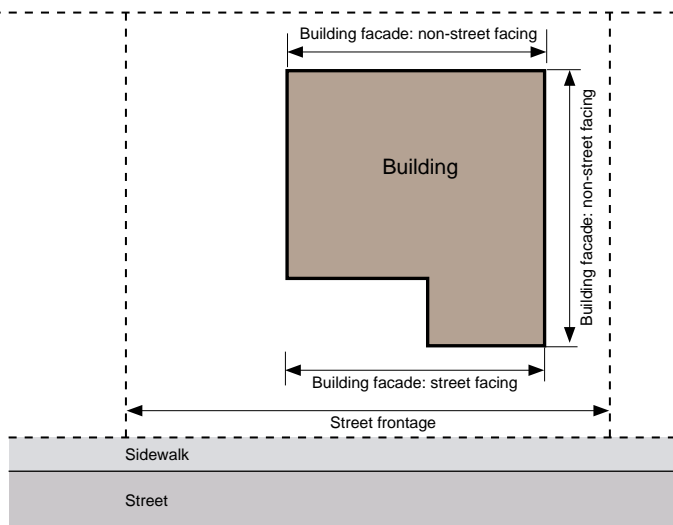 Building facade: non-street facing
Building
Building facade: non-street facing
Building facade: street facing
Street frontage
Sidewalk
Street